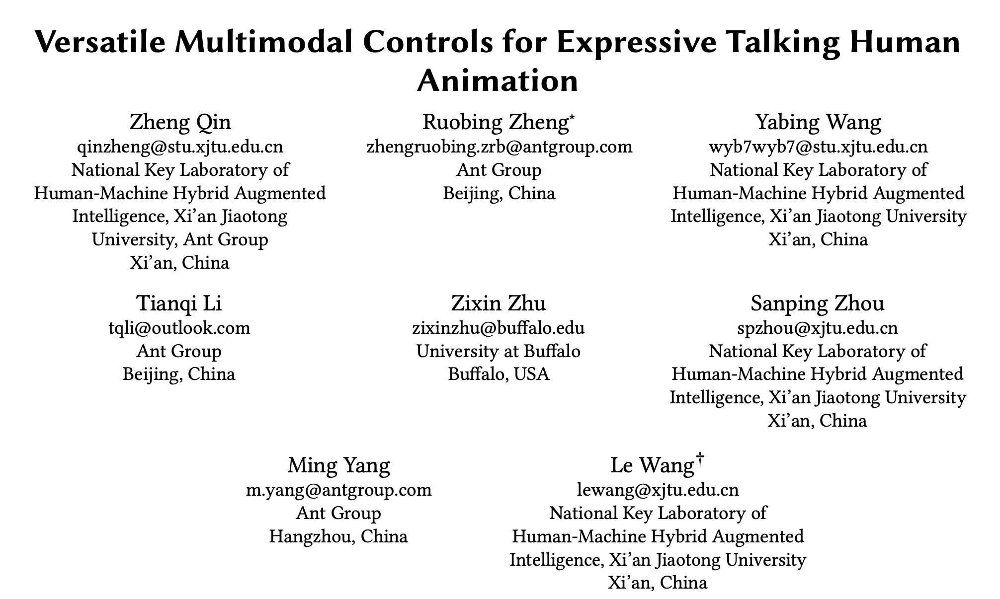 Versatile Multimodal Controls for Expressive Talking Human
Animation
Zheng Qin
qinzheng@stu.xjtu.edu.cn
National Key Laboratory of
Human-Machine Hybrid Augmented
Intelligence, Xi’an Jiaotong
University, Ant Group
Xi’an, China
Ruobing Zheng*
zhengruobing.zrb@antgroup.com
Ant Group
Beijing, China
Yabing Wang
wyb7wyb7@stu.xjtu.edu.cn
National Key Laboratory of
Human-Machine Hybrid Augmented
Intelligence, Xi’an Jiaotong University
Xi’an, China
Tianqi Li
tqli@outlook.com
Ant Group
Beijing, China
Zixin Zhu
zixinzhu@buffalo.edu
University at Buffalo
Buffalo, USA
Sanping Zhou
spzhou@xjtu.edu.cn
National Key Laboratory of
Human-Machine Hybrid Augmented
Intelligence, Xi’an Jiaotong University
Xi’an, China
Ming Yang
m.yang@antgroup.com
Ant Group
Hangzhou, China
Le Wang†
lewang@xjtu.edu.cn
National Key Laboratory of
Human-Machine Hybrid Augmented
Intelligence, Xi’an Jiaotong University
Xi’an, China